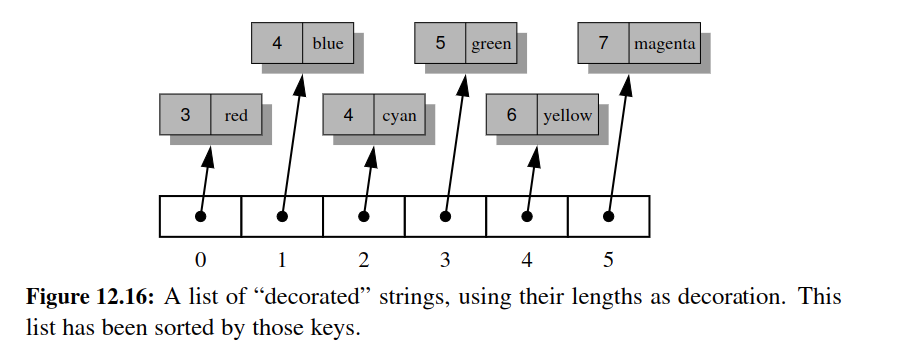 4 blue 5 green 7 magenta
3 red 4 cyan 6 yellow
0 1 2 3 4 5
Figure 12.16: A list of “decorated” strings, using their lengths as decoration. This
list has been sorted by those keys.